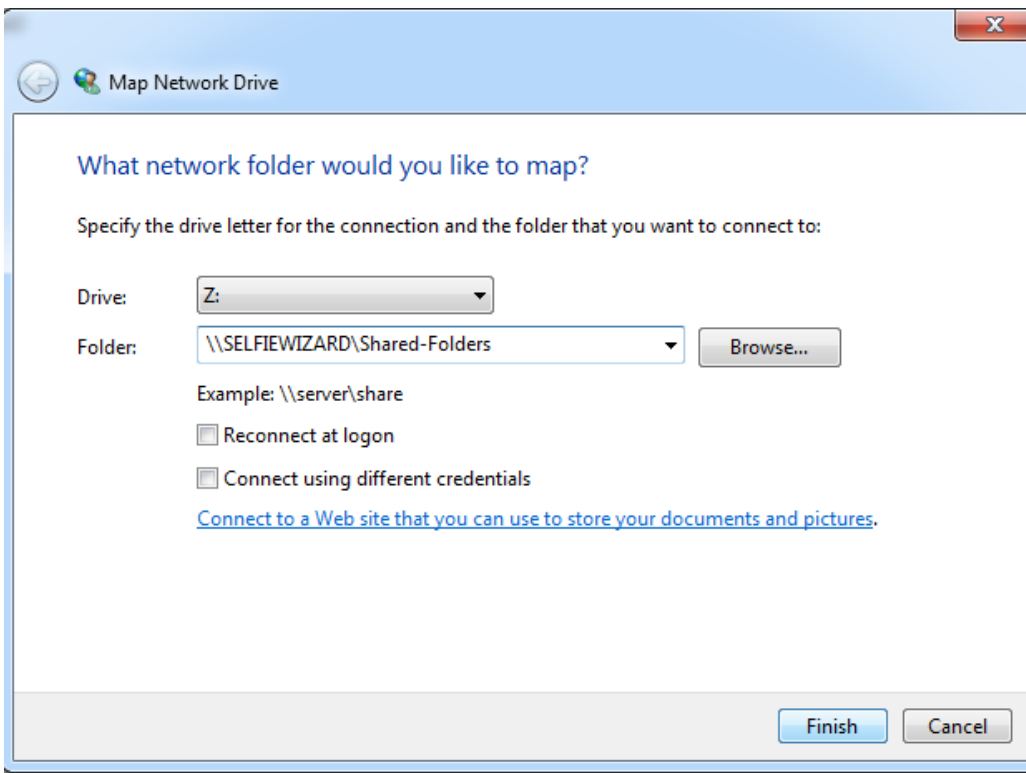 Map Network Drive
What network folder would you like to map?
Specify the drive letter for the connection and the folder that you want to connect to:
Drive: Z:
Folder: \\SELFIEWIZARD\Shared-Folders Browse...
Example: \\server\share
Reconnect at logon
Connect using different credentials
Connect to a Web site that you can use to store your documents and pictures.
Finish Cancel